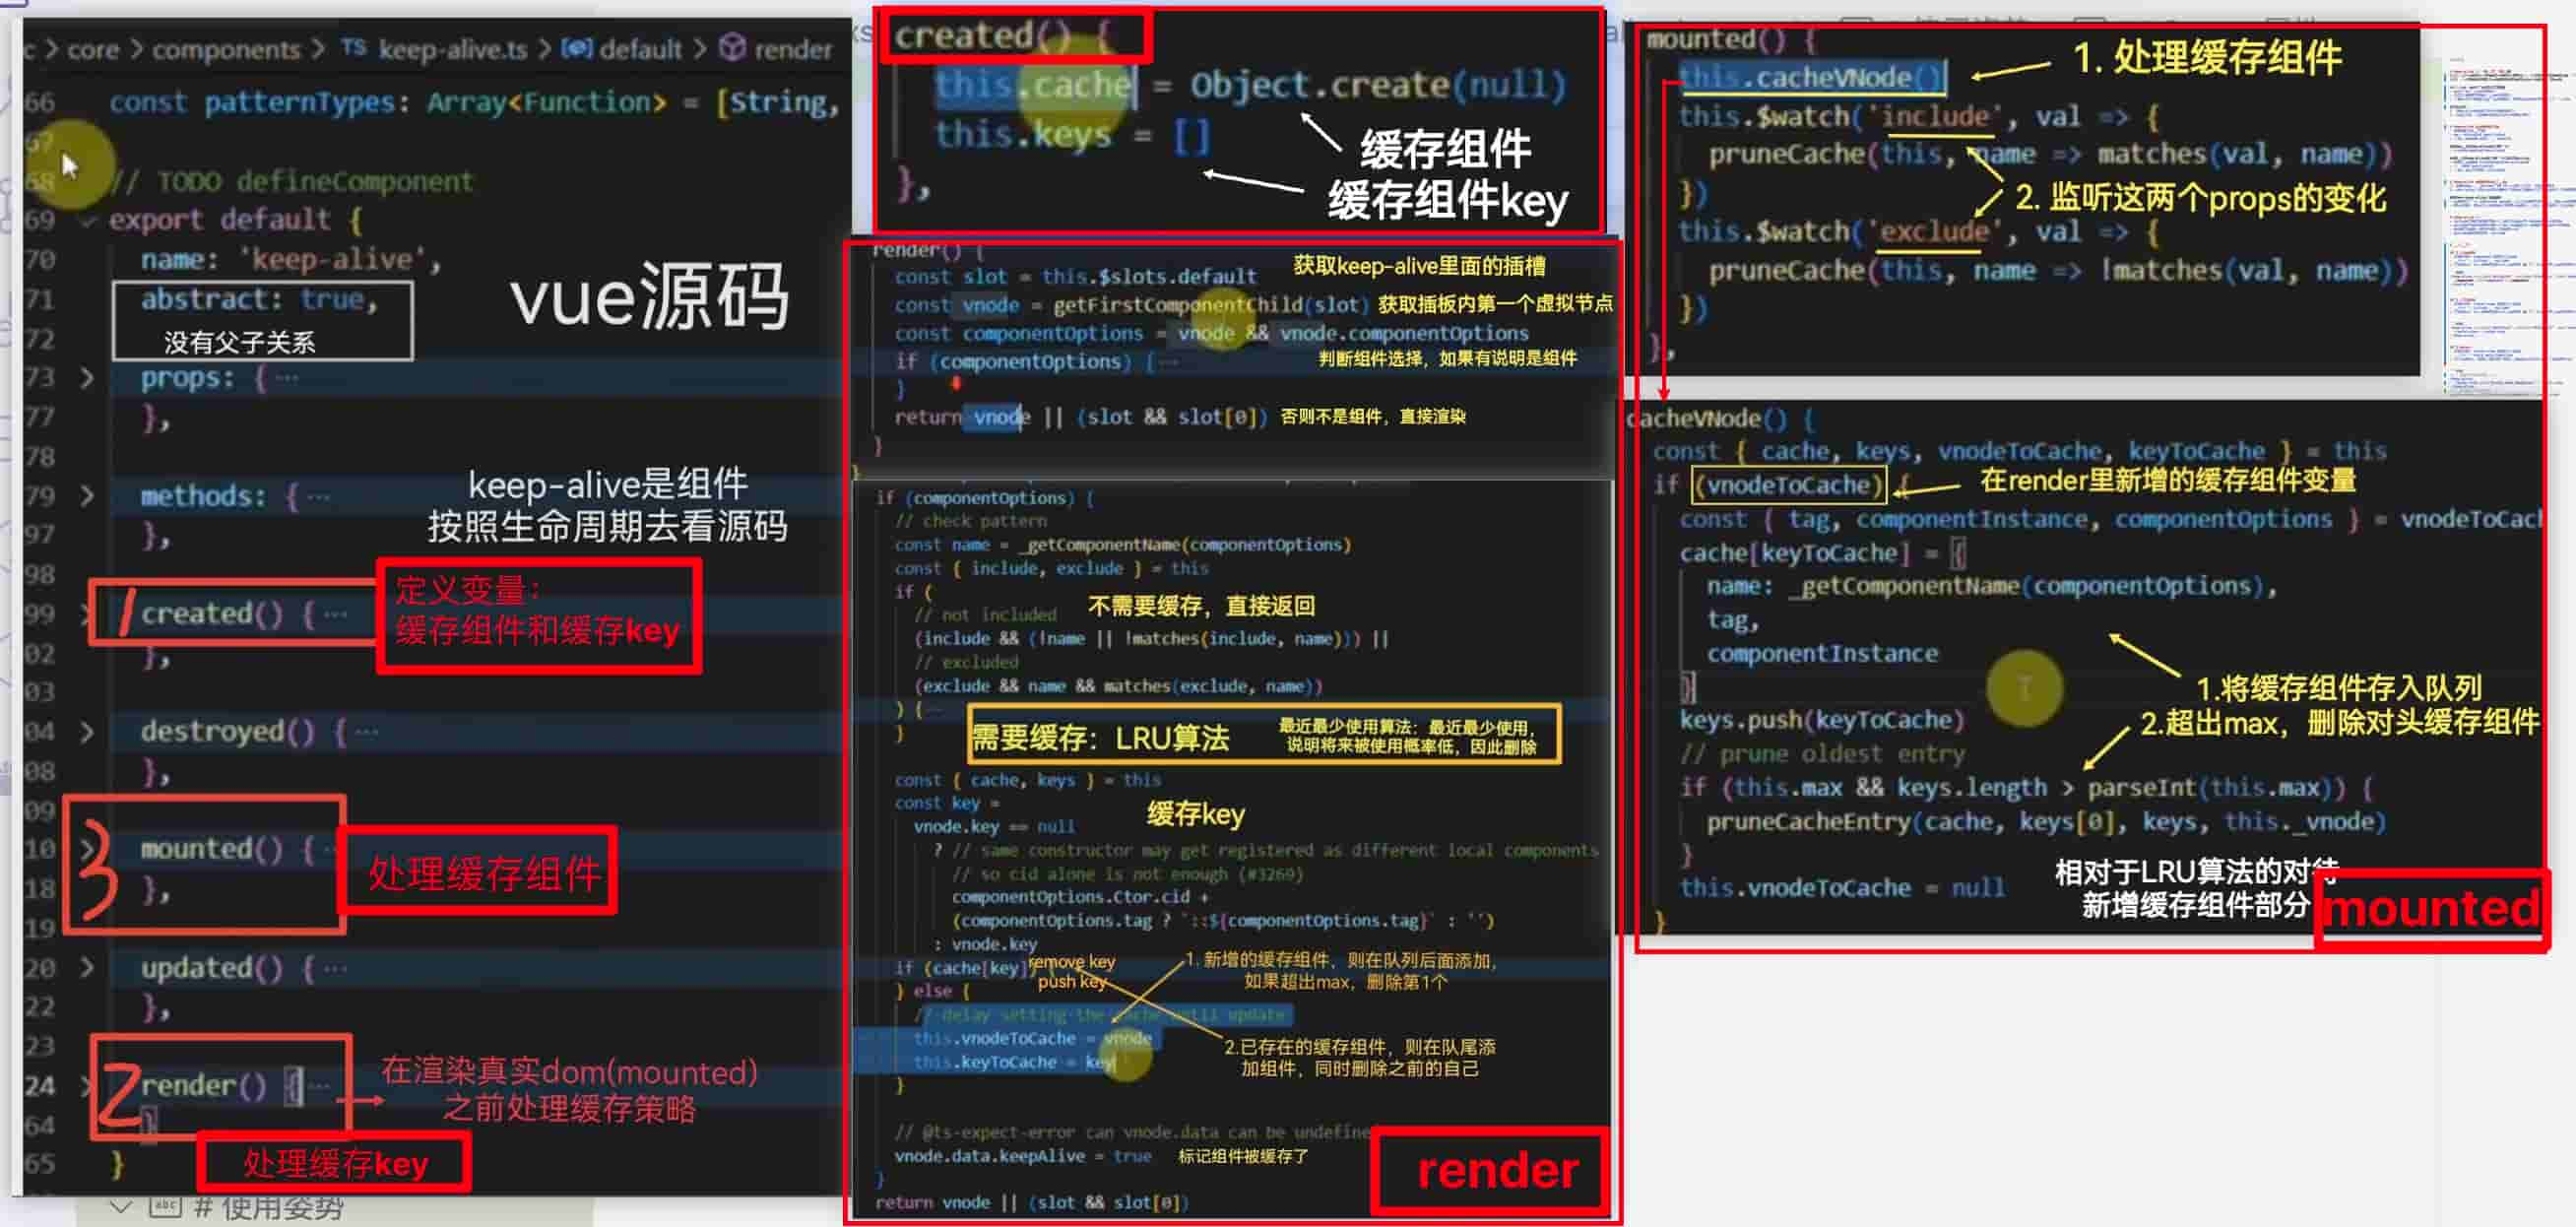 c > core > components > TS keep-alive.ts > default > render
66 const patternTypes: Array<Function> = [String,
67
68 // TODO defineComponent
69 export default {
70 name: 'keep-alive',
71 abstract: true,
72 没有父子关系
vue源码
73 props: { ···
77 },
78
79 methods: { ···
97 },
keep-alive是组件
按照生命周期去看源码
98
99 created() { ···
1
定义变量：
缓存组件和缓存key
02 },
03
04 destroyed() { ···
08 },
09
10 mounted() { ··
3
处理缓存组件
18 },
19
20 updated() { ···
22 },
23
24 render() { ···
2
在渲染真实dom(mounted)
之前处理缓存策略
64 }
65 }
处理缓存key
# 使用姿势
created() {
this.cache = Object.create(null)
this.keys = []
},
缓存组件
缓存组件key
render() {
const slot = this.$slots.default 获取keep-alive里面的插槽
const vnode = getFirstComponentChild(slot) 获取插板内第一个虚拟节点
const componentOptions = vnode && vnode.componentOptions
if (componentOptions) {··· 判断组件选择，如果有说明是组件
}
return vnode || (slot && slot[0]) 否则不是组件，直接渲染
}
}
if (componentOptions) {
// check pattern
const name = _getComponentName(componentOptions)
const { include, exclude } = this
if (
// not included 不需要缓存，直接返回
(include && (!name || !matches(include, name))) ||
// excluded
(exclude && name && matches(exclude, name))
) {···
}
需要缓存：LRU算法
最近最少使用算法：最近最少使用，
说明将来被使用概率低，因此删除
const { cache, keys } = this
const key =
缓存key
vnode.key == null
? // same constructor may get registered as different local components
// so cid alone is not enough (#3269)
componentOptions.Ctor.cid +
(componentOptions.tag ? `::${componentOptions.tag}` : '')
: vnode.key
if (cache[key]) {
remove key
push key
1. 新增的缓存组件，则在队列后面添加，
如果超出max，删除第1个
} else {
// delay setting the cache until update
this.vnodeToCache = vnode
this.keyToCache = key
2.已存在的缓存组件，则在队尾添
加组件，同时删除之前的自己
}
// @ts-expect-error can vnode.data can be undefine
vnode.data.keepAlive = true 标记组件被缓存了
}
return vnode || (slot && slot[0])
render
mounted() {
this.cacheVNode()
1. 处理缓存组件
this.$watch('include', val => {
pruneCache(this, name => matches(val, name))
})
2. 监听这两个props的变化
this.$watch('exclude', val => {
pruneCache(this, name => !matches(val, name))
})
},
cacheVNode() {
const { cache, keys, vnodeToCache, keyToCache } = this
if (vnodeToCache) {
在render里新增的缓存组件变量
const { tag, componentInstance, componentOptions } = vnodeToCach
cache[keyToCache] = {
name: _getComponentName(componentOptions),
tag,
componentInstance
}
1.将缓存组件存入队列
2.超出max，删除对头缓存组件
keys.push(keyToCache)
// prune oldest entry
if (this.max && keys.length > parseInt(this.max)) {
pruneCacheEntry(cache, keys[0], keys, this._vnode)
}
this.vnodeToCache = null
}
相对于LRU算法的对待
新增缓存组件部分
mounted